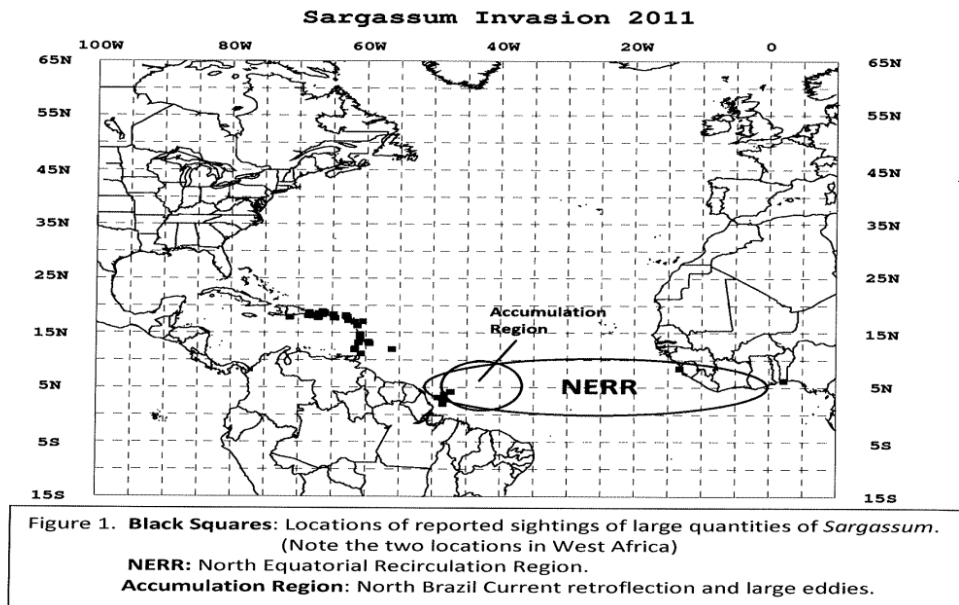 Sargassum Invasion 2011
100W 80W 60W 40W 20W 0
65N 65N
55N 55N
45N 45N
35N 35N
25N 25N
Accumulation
Region
15N 15N
NERR
5N 5N
5S 5S
15S 15S
Figure 1. Black Squares: Locations of reported sightings of large quantities of Sargassum.
(Note the two locations in West Africa)
NERR: North Equatorial Recirculation Region.
Accumulation Region: North Brazil Current retroflection and large eddies.